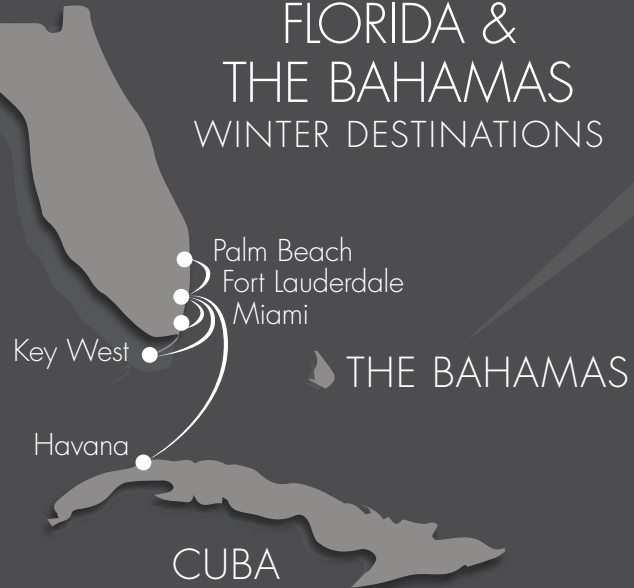 FLORIDA &
THE BAHAMAS
WINTER DESTINATIONS
Palm Beach
Fort Lauderdale
Miami
Key West
THE BAHAMAS
Havana
CUBA